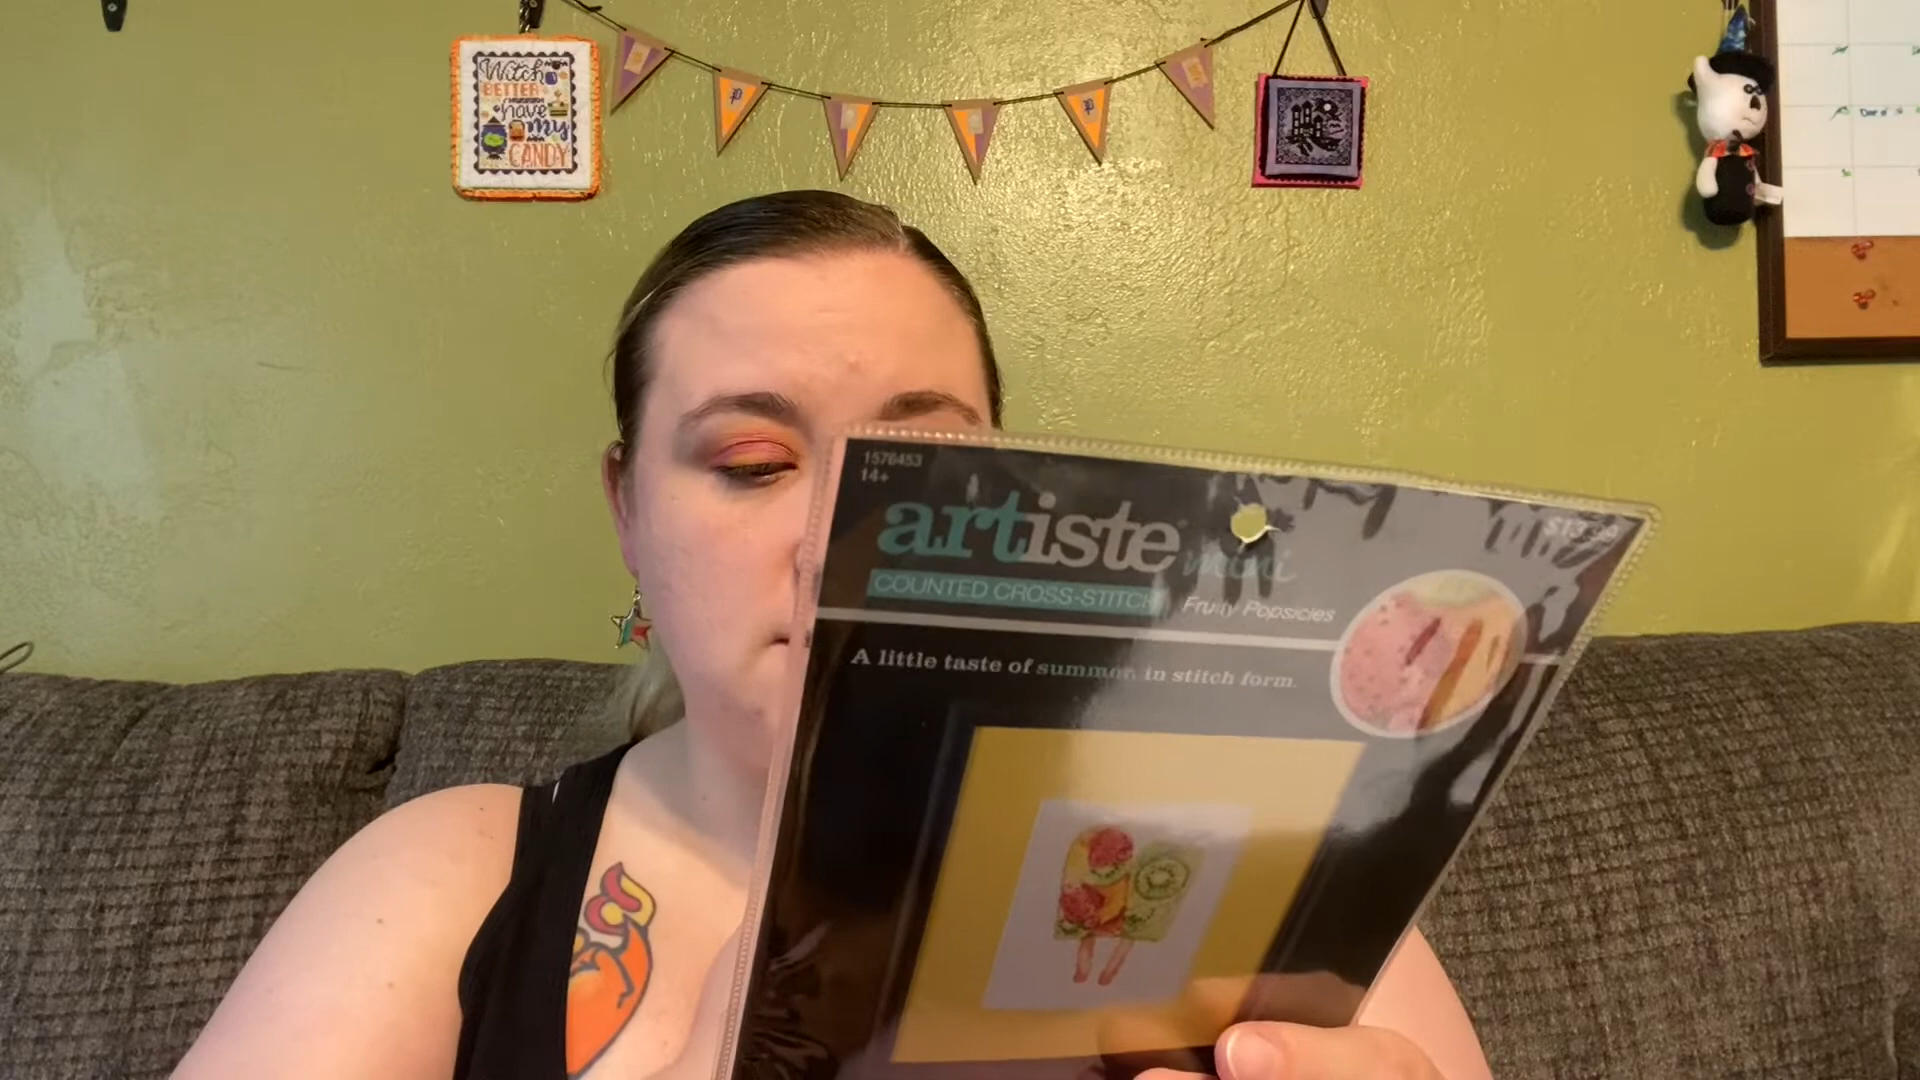 Witch
BETTER
have
my
CANDY
P
P
1576453
14+
artiste
mini
COUNTED CROSS-STITCH
Fruity Popsicles
A little taste of summer, in stitch form.